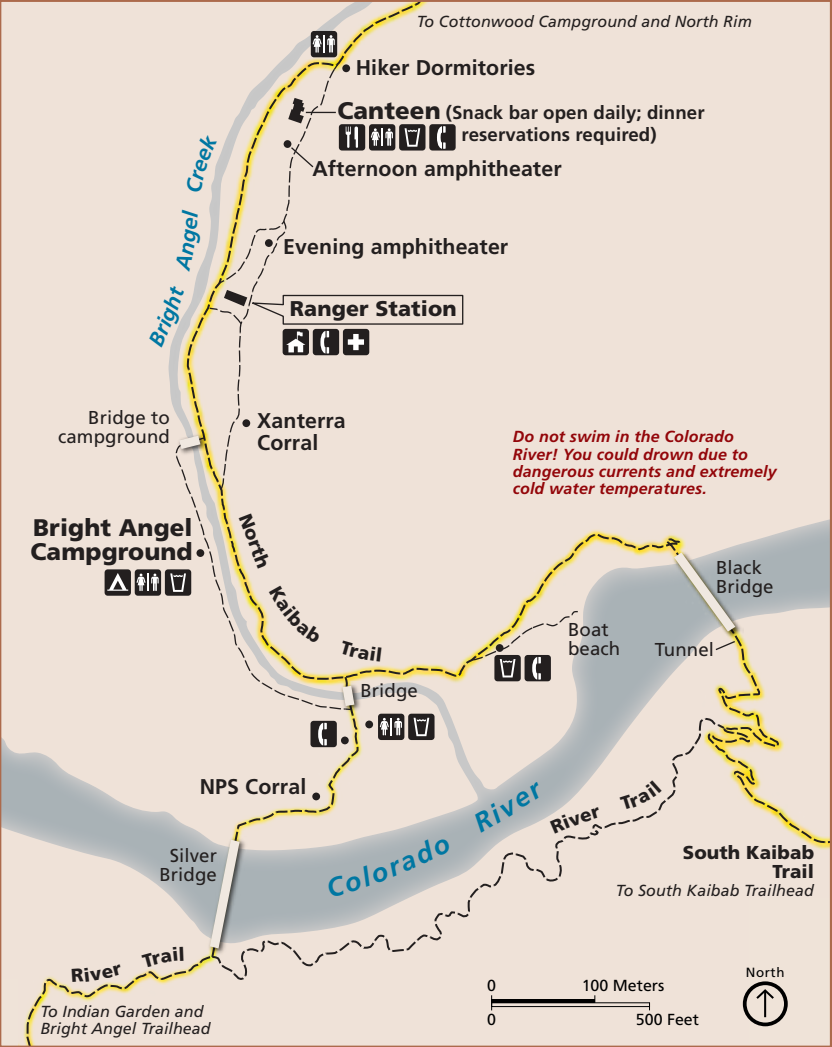 To Cottonwood Campground and North Rim
Hiker Dormitories
Canteen (Snack bar open daily; dinner
reservations required)
Afternoon amphitheater
Bright Angel Creek
Evening amphitheater
Ranger Station
Bridge to
campground
Xanterra
Corral
Do not swim in the Colorado
River! You could drown due to
dangerous currents and extremely
cold water temperatures.
Bright Angel
Campground
North Kaibab Trail
Black
Bridge
Boat
beach
Tunnel
Bridge
NPS Corral
Colorado River
River Trail
Silver
Bridge
South Kaibab
Trail
To South Kaibab Trailhead
River Trail
To Indian Garden and
Bright Angel Trailhead
0 100 Meters
0 500 Feet
North